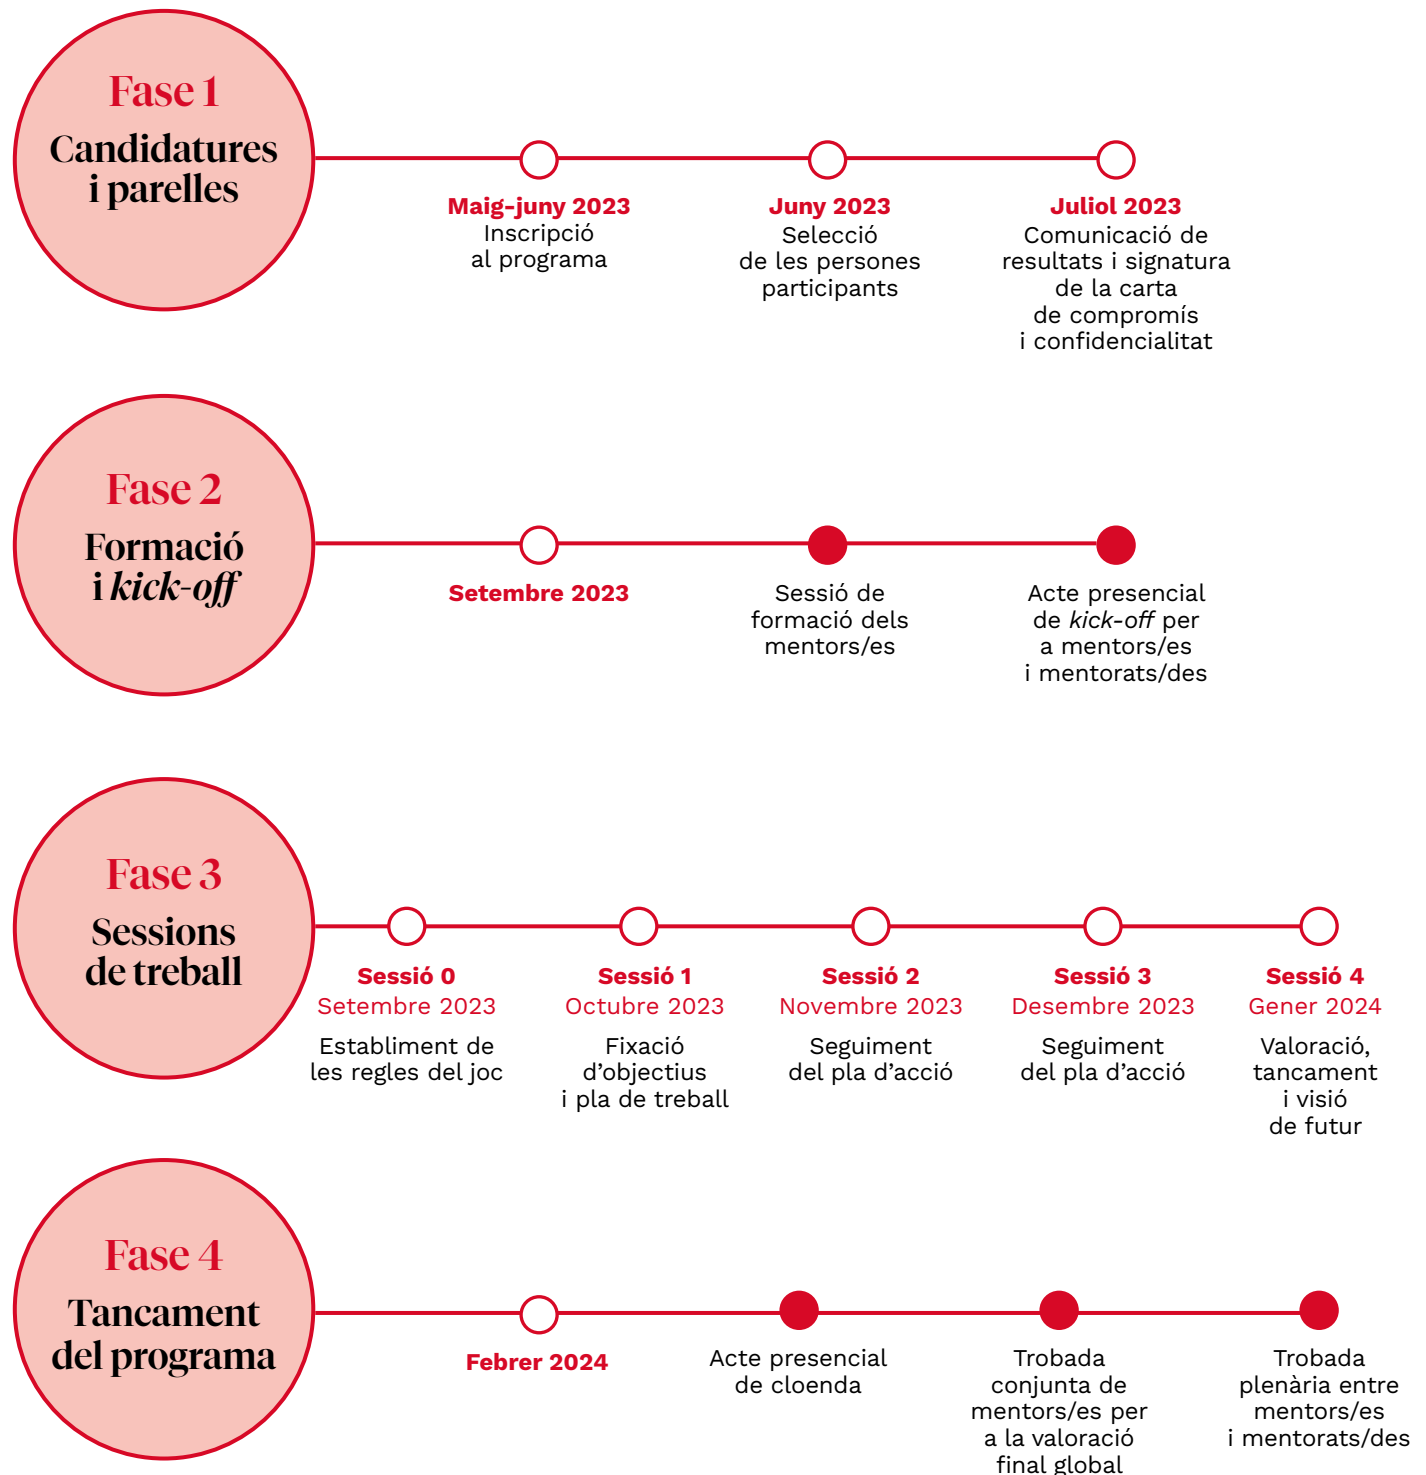 Fase 1
Candidatures
i parelles
Maig-juny 2023
Inscripció
al programa
Juny 2023
Selecció
de les persones
participants
Juliol 2023
Comunicació de
resultats i signatura
de la carta
de compromís
i confidencialitat
Fase 2
Formació
i kick-off
Setembre 2023
Sessió de
formació dels
mentors/es
Acte presencial
de kick-off per
a mentors/es
i mentorats/des
Fase 3
Sessions
de treball
Sessió 0
Setembre 2023
Establiment de
les regles del joc
Sessió 1
Octubre 2023
Fixació
d’objectius
i pla de treball
Sessió 2
Novembre 2023
Seguiment
del pla d’acció
Sessió 3
Desembre 2023
Seguiment
del pla d’acció
Sessió 4
Gener 2024
Valoració,
tancament
i visió
de futur
Fase 4
Tancament
del programa
Febrer 2024
Acte presencial
de cloenda
Trobada
conjunta de
mentors/es per
a la valoració
final global
Trobada
plenària entre
mentors/es
i mentorats/des